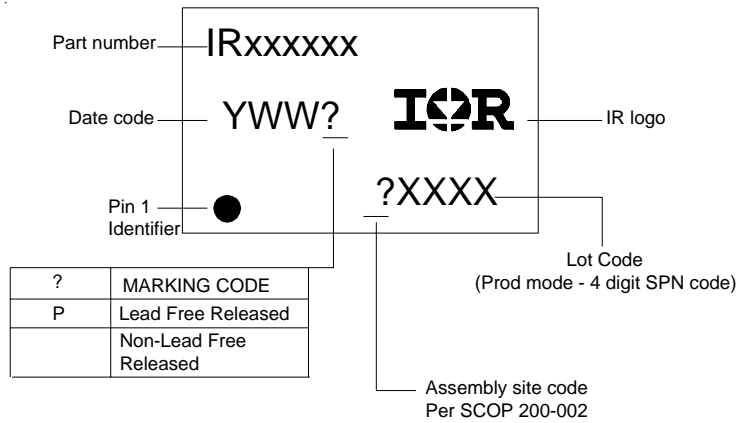 Part number
IRxxxxxx
Date code
YWW?
IOR
IR logo
?XXXX
Pin 1
Identifier
Lot Code
(Prod mode - 4 digit SPN code)
? MARKING CODE
P Lead Free Released
Non-Lead Free
Released
Assembly site code
Per SCOP 200-002